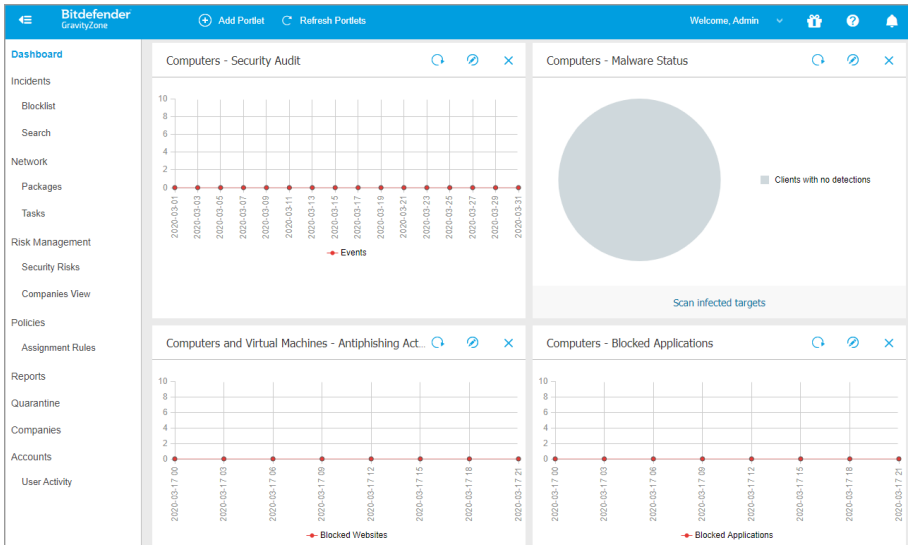 Bitdefender
GravityZone
Add Portlet
Refresh Portlets
Welcome, Admin
Dashboard
Incidents
Blocklist
Search
Network
Packages
Tasks
Risk Management
Security Risks
Companies View
Policies
Assignment Rules
Reports
Quarantine
Companies
Accounts
User Activity
Computers - Security Audit
10
8
6
4
2
0
2020-03-01
2020-03-03
2020-03-05
2020-03-07
2020-03-09
2020-03-11
2020-03-13
2020-03-15
2020-03-17
2020-03-19
2020-03-21
2020-03-23
2020-03-25
2020-03-27
2020-03-29
2020-03-31
Events
Computers - Malware Status
Clients with no detections
Scan infected targets
Computers and Virtual Machines - Antiphishing Act...
10
8
6
4
2
0
2020-03-17 00
2020-03-17 03
2020-03-17 06
2020-03-17 09
2020-03-17 12
2020-03-17 15
2020-03-17 18
2020-03-17 21
Blocked Websites
Computers - Blocked Applications
10
8
6
4
2
0
2020-03-17 00
2020-03-17 03
2020-03-17 06
2020-03-17 09
2020-03-17 12
2020-03-17 15
2020-03-17 18
2020-03-17 21
Blocked Applications